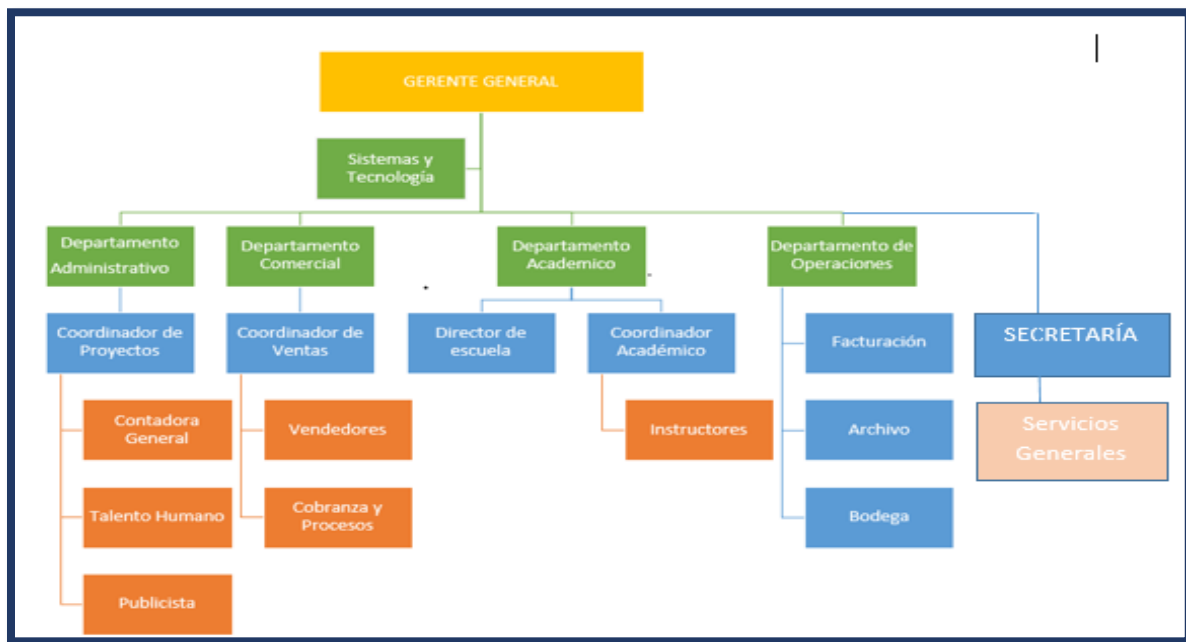 GERENTE GENERAL
Sistemas y
Tecnología
Departamento
Administrativo
Departamento
Comercial
Departamento
Academico
Departamento de
Operaciones
Coordinador de
Proyectos
Coordinador de
Ventas
Director de
escuela
Coordinador
Académico
Facturación
SECRETARÍA
Contadora
General
Vendedores
Instructores
Archivo
Servicios
Generales
Talento Humano
Cobranza y
Procesos
Bodega
Publicista